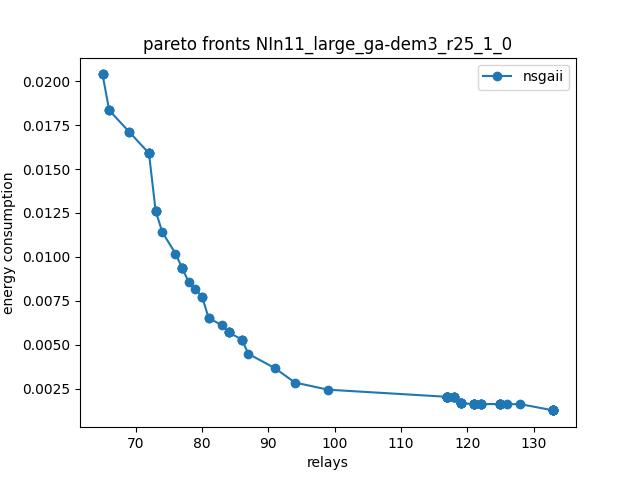 pareto fronts NIn11_large_ga-dem3_r25_1_0
nsgaii
energy consumption
0.0200
0.0175
0.0150
0.0125
0.0100
0.0075
0.0050
0.0025
70 80 90 100 110 120 130
relays